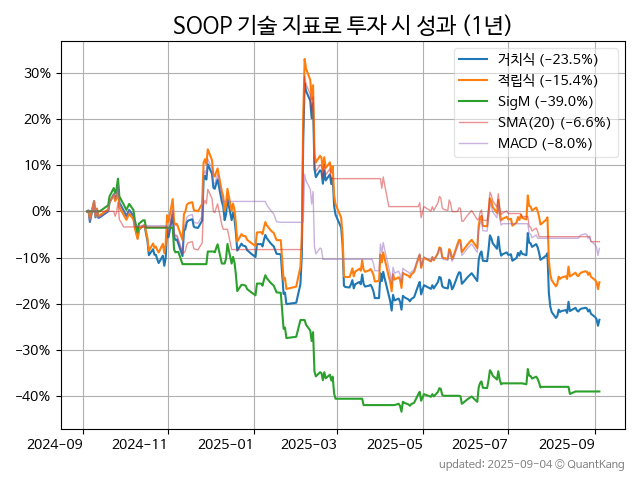 SOOP 기술 지표로 투자 시 성과 (1년)
거치식 (−23.5%)
적립식 (−15.4%)
SigM (−39.0%)
SMA(20) (−6.6%)
MACD (−8.0%)
30%
20%
10%
0%
−10%
−20%
−30%
−40%
2024-09 2024-11 2025-01 2025-03 2025-05 2025-07 2025-09
updated: 2025-09-04 ⓒ QuantKang